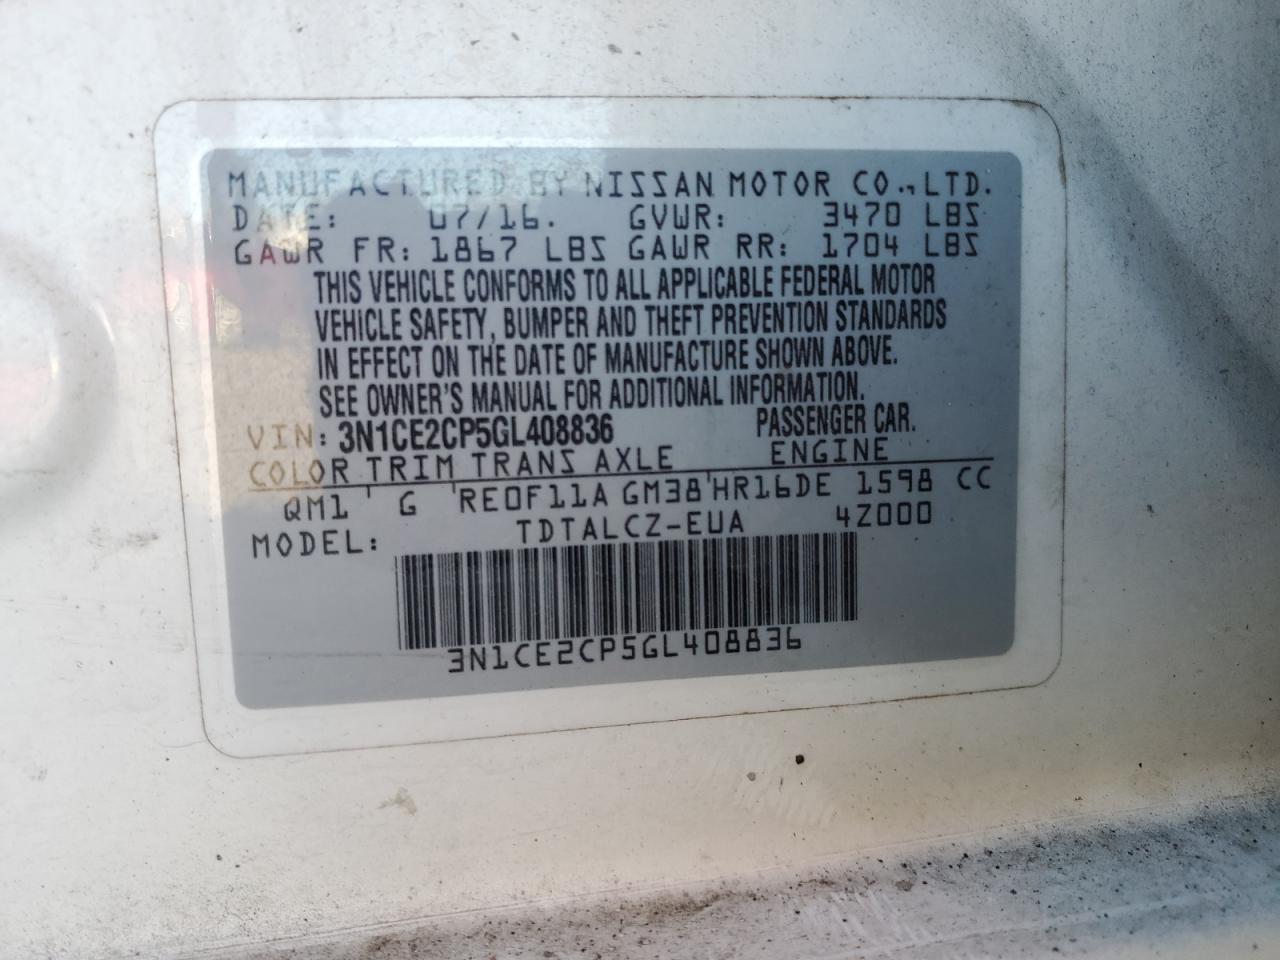 MANUFACTURED BY NISSAN MOTOR CO., LTD.
DATE: 07/16. GVWR: 3470 LBS
GAWR FR: 1867 LBS GAWR RR: 1704 LBS
THIS VEHICLE CONFORMS TO ALL APPLICABLE FEDERAL MOTOR
VEHICLE SAFETY, BUMPER AND THEFT PREVENTION STANDARDS
IN EFFECT ON THE DATE OF MANUFACTURE SHOWN ABOVE.
SEE OWNER'S MANUAL FOR ADDITIONAL INFORMATION.
VIN: 3N1CE2CP5GL408836 PASSENGER CAR.
COLOR TRIM TRANS AXLE ENGINE
QM1 ' G 'RE0F11A GM38'HR16DE 1598 CC
MODEL: TDTALCZ-EUA 4Z000
3N1CE2CP5GL408836